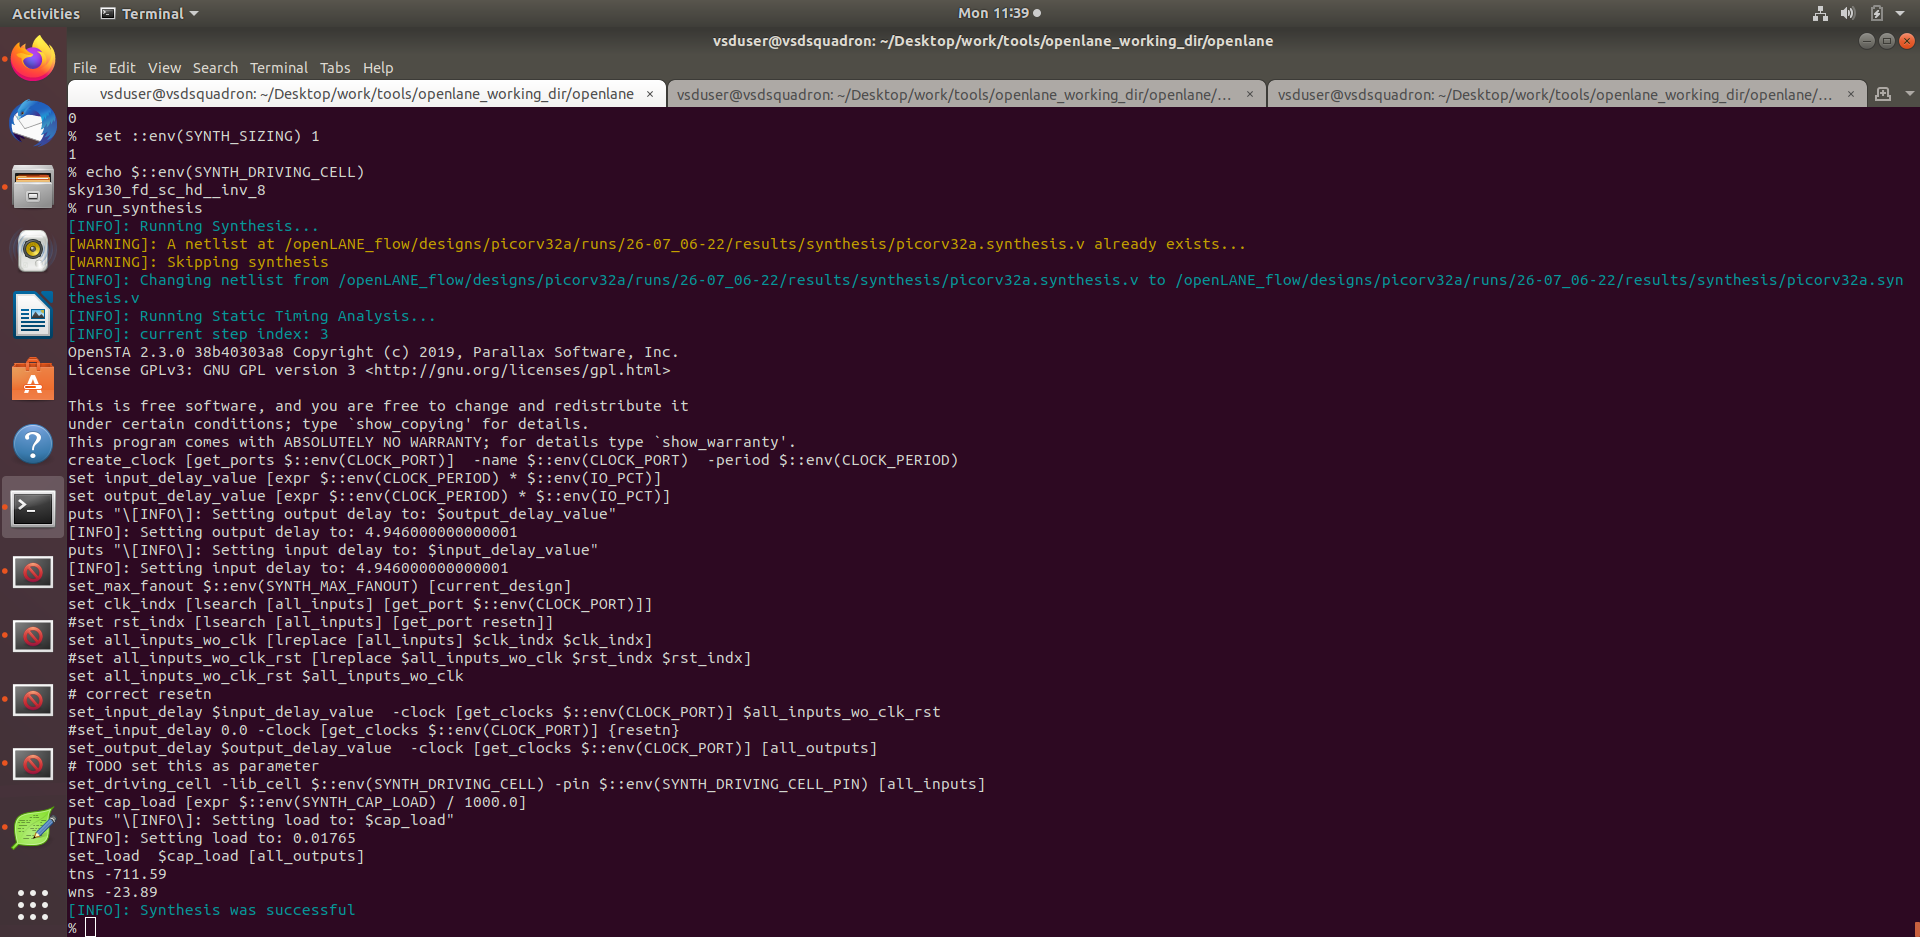 Activities
Terminal
Mon 11:39
vsduser@vsdsquadron: ~/Desktop/work/tools/openlane_working_dir/openlane
File Edit View Search Terminal Tabs Help
vsduser@vsdsquadron: ~/Desktop/work/tools/openlane_working_dir/openlane ×
vsduser@vsdsquadron: ~/Desktop/work/tools/openlane_working_dir/openlane/... ×
vsduser@vsdsquadron: ~/Desktop/work/tools/openlane_working_dir/openlane/... ×
0
%  set ::env(SYNTH_SIZING) 1
1
% echo $::env(SYNTH_DRIVING_CELL)
sky130_fd_sc_hd__inv_8
% run_synthesis
[INFO]: Running Synthesis...
[WARNING]: A netlist at /openLANE_flow/designs/picorv32a/runs/26-07_06-22/results/synthesis/picorv32a.synthesis.v already exists...
[WARNING]: Skipping synthesis
[INFO]: Changing netlist from /openLANE_flow/designs/picorv32a/runs/26-07_06-22/results/synthesis/picorv32a.synthesis.v to /openLANE_flow/designs/picorv32a/runs/26-07_06-22/results/synthesis/picorv32a.syn
thesis.v
[INFO]: Running Static Timing Analysis...
[INFO]: current step index: 3
OpenSTA 2.3.0 38b40303a8 Copyright (c) 2019, Parallax Software, Inc.
License GPLv3: GNU GPL version 3 <http://gnu.org/licenses/gpl.html>
This is free software, and you are free to change and redistribute it
under certain conditions; type `show_copying' for details.
This program comes with ABSOLUTELY NO WARRANTY; for details type `show_warranty'.
create_clock [get_ports $::env(CLOCK_PORT)]  -name $::env(CLOCK_PORT)  -period $::env(CLOCK_PERIOD)
set input_delay_value [expr $::env(CLOCK_PERIOD) * $::env(IO_PCT)]
set output_delay_value [expr $::env(CLOCK_PERIOD) * $::env(IO_PCT)]
puts "\[INFO\]: Setting output delay to: $output_delay_value"
[INFO]: Setting output delay to: 4.946000000000001
puts "\[INFO\]: Setting input delay to: $input_delay_value"
[INFO]: Setting input delay to: 4.946000000000001
set_max_fanout $::env(SYNTH_MAX_FANOUT) [current_design]
set clk_indx [lsearch [all_inputs] [get_port $::env(CLOCK_PORT)]]
#set rst_indx [lsearch [all_inputs] [get_port resetn]]
set all_inputs_wo_clk [lreplace [all_inputs] $clk_indx $clk_indx]
#set all_inputs_wo_clk_rst [lreplace $all_inputs_wo_clk $rst_indx $rst_indx]
set all_inputs_wo_clk_rst $all_inputs_wo_clk
# correct resetn
set_input_delay $input_delay_value  -clock [get_clocks $::env(CLOCK_PORT)] $all_inputs_wo_clk_rst
#set_input_delay 0.0 -clock [get_clocks $::env(CLOCK_PORT)] {resetn}
set_output_delay $output_delay_value  -clock [get_clocks $::env(CLOCK_PORT)] [all_outputs]
# TODO set this as parameter
set_driving_cell -lib_cell $::env(SYNTH_DRIVING_CELL) -pin $::env(SYNTH_DRIVING_CELL_PIN) [all_inputs]
set cap_load [expr $::env(SYNTH_CAP_LOAD) / 1000.0]
puts "\[INFO\]: Setting load to: $cap_load"
[INFO]: Setting load to: 0.01765
set_load  $cap_load [all_outputs]
tns -711.59
wns -23.89
[INFO]: Synthesis was successful
%